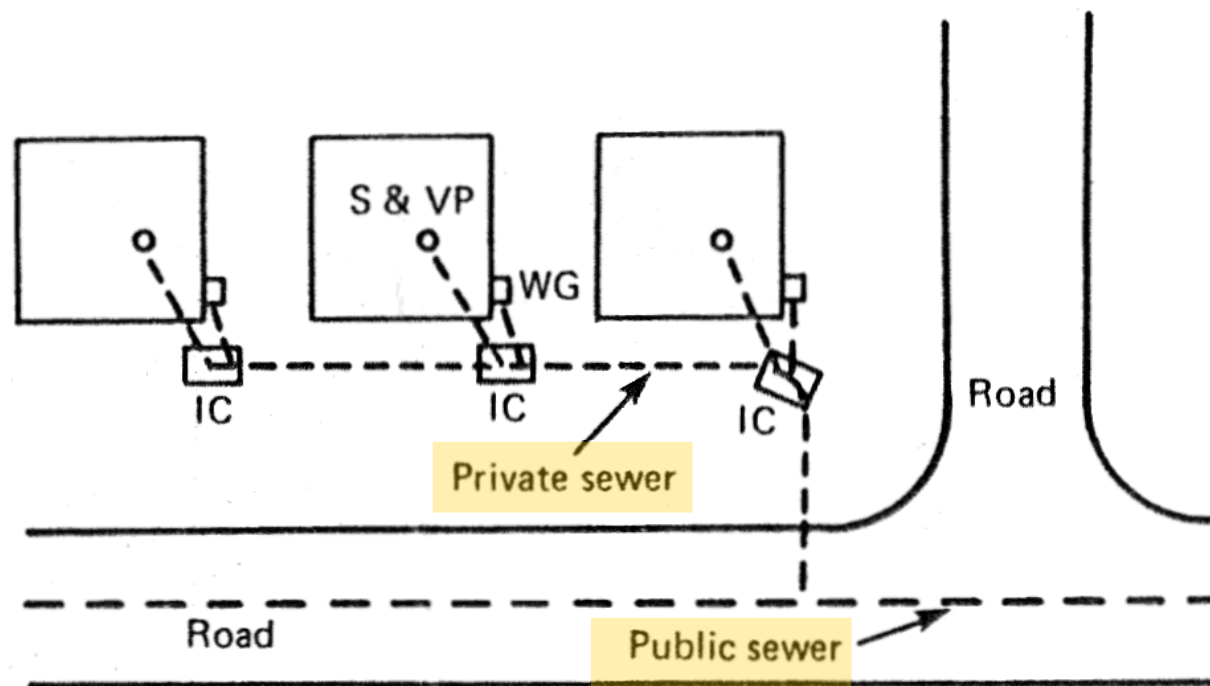 S & VP
WG
IC
IC
IC
Road
Private sewer
Road
Public sewer